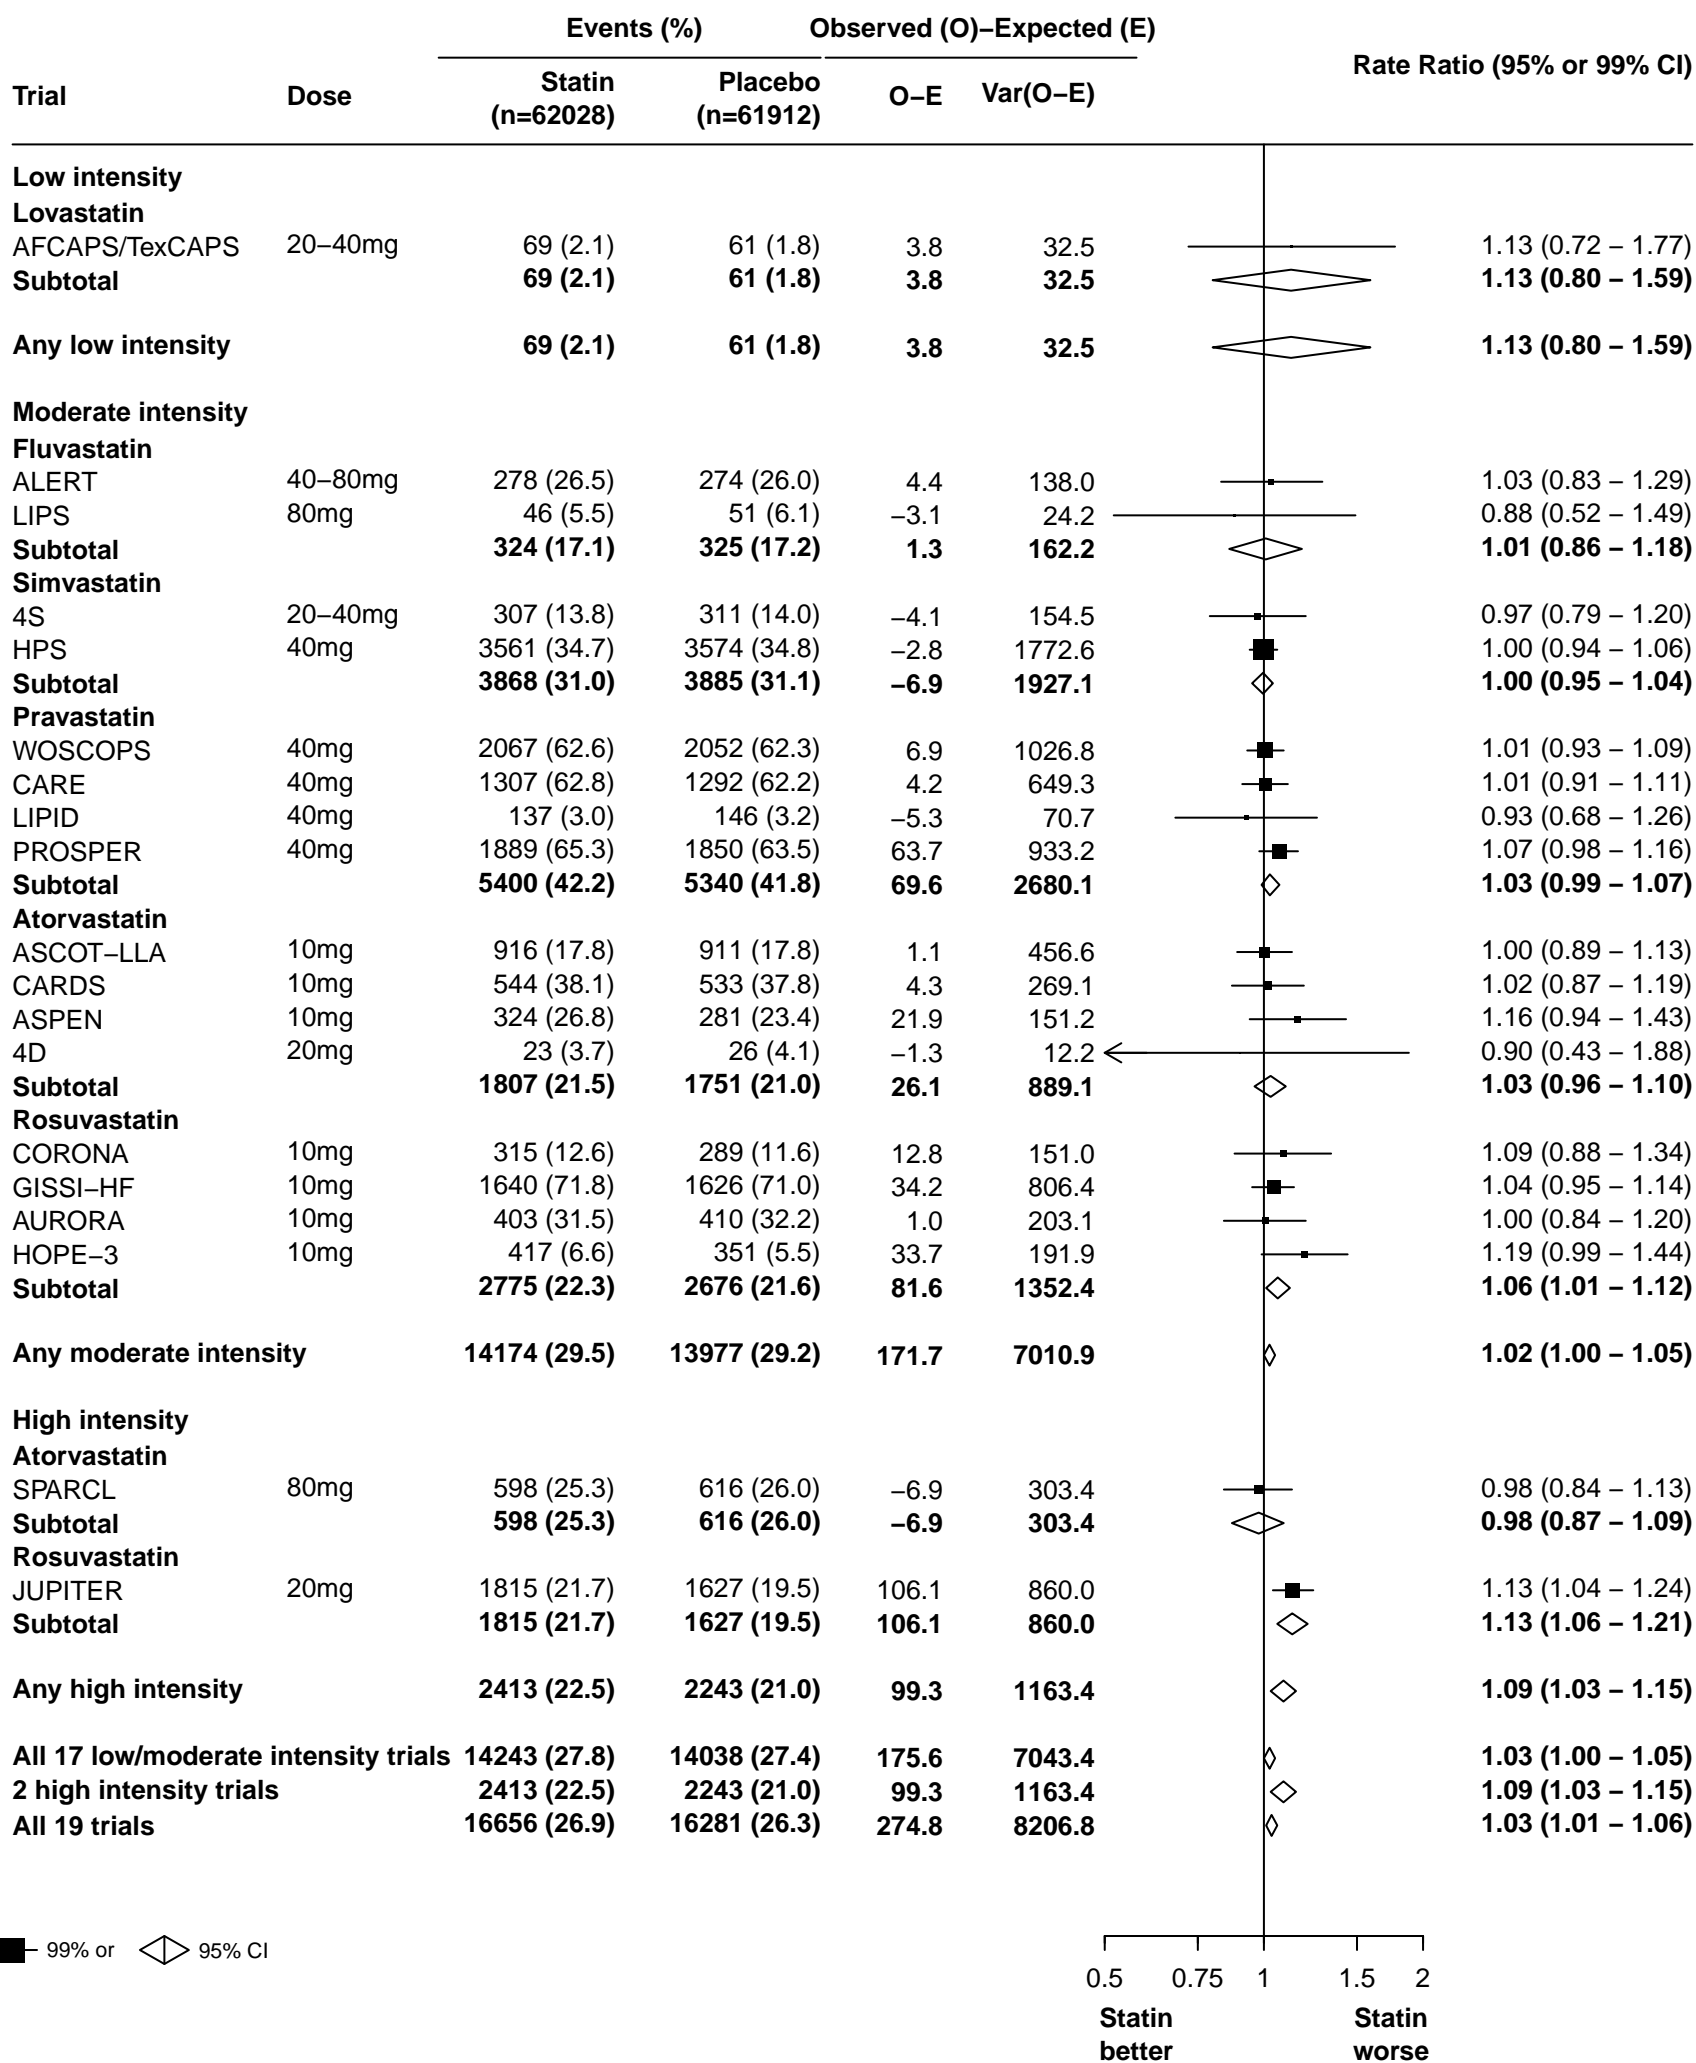 Events (%) Observed (O)–Expected (E)
Rate Ratio (95% or 99% CI)
Trial Dose Statin (n=62028) Placebo (n=61912) O–E Var(O–E)
Low intensity
Lovastatin
AFCAPS/TexCAPS 20–40mg 69 (2.1) 61 (1.8) 3.8 32.5 1.13 (0.72 – 1.77)
Subtotal 69 (2.1) 61 (1.8) 3.8 32.5 1.13 (0.80 – 1.59)
Any low intensity 69 (2.1) 61 (1.8) 3.8 32.5 1.13 (0.80 – 1.59)
Moderate intensity
Fluvastatin
ALERT 40–80mg 278 (26.5) 274 (26.0) 4.4 138.0 1.03 (0.83 – 1.29)
LIPS 80mg 46 (5.5) 51 (6.1) –3.1 24.2 0.88 (0.52 – 1.49)
Subtotal 324 (17.1) 325 (17.2) 1.3 162.2 1.01 (0.86 – 1.18)
Simvastatin
4S 20–40mg 307 (13.8) 311 (14.0) –4.1 154.5 0.97 (0.79 – 1.20)
HPS 40mg 3561 (34.7) 3574 (34.8) –2.8 1772.6 1.00 (0.94 – 1.06)
Subtotal 3868 (31.0) 3885 (31.1) –6.9 1927.1 1.00 (0.95 – 1.04)
Pravastatin
WOSCOPS 40mg 2067 (62.6) 2052 (62.3) 6.9 1026.8 1.01 (0.93 – 1.09)
CARE 40mg 1307 (62.8) 1292 (62.2) 4.2 649.3 1.01 (0.91 – 1.11)
LIPID 40mg 137 (3.0) 146 (3.2) –5.3 70.7 0.93 (0.68 – 1.26)
PROSPER 40mg 1889 (65.3) 1850 (63.5) 63.7 933.2 1.07 (0.98 – 1.16)
Subtotal 5400 (42.2) 5340 (41.8) 69.6 2680.1 1.03 (0.99 – 1.07)
Atorvastatin
ASCOT–LLA 10mg 916 (17.8) 911 (17.8) 1.1 456.6 1.00 (0.89 – 1.13)
CARDS 10mg 544 (38.1) 533 (37.8) 4.3 269.1 1.02 (0.87 – 1.19)
ASPEN 10mg 324 (26.8) 281 (23.4) 21.9 151.2 1.16 (0.94 – 1.43)
4D 20mg 23 (3.7) 26 (4.1) –1.3 12.2 0.90 (0.43 – 1.88)
Subtotal 1807 (21.5) 1751 (21.0) 26.1 889.1 1.03 (0.96 – 1.10)
Rosuvastatin
CORONA 10mg 315 (12.6) 289 (11.6) 12.8 151.0 1.09 (0.88 – 1.34)
GISSI–HF 10mg 1640 (71.8) 1626 (71.0) 34.2 806.4 1.04 (0.95 – 1.14)
AURORA 10mg 403 (31.5) 410 (32.2) 1.0 203.1 1.00 (0.84 – 1.20)
HOPE–3 10mg 417 (6.6) 351 (5.5) 33.7 191.9 1.19 (0.99 – 1.44)
Subtotal 2775 (22.3) 2676 (21.6) 81.6 1352.4 1.06 (1.01 – 1.12)
Any moderate intensity 14174 (29.5) 13977 (29.2) 171.7 7010.9 1.02 (1.00 – 1.05)
High intensity
Atorvastatin
SPARCL 80mg 598 (25.3) 616 (26.0) –6.9 303.4 0.98 (0.84 – 1.13)
Subtotal 598 (25.3) 616 (26.0) –6.9 303.4 0.98 (0.87 – 1.09)
Rosuvastatin
JUPITER 20mg 1815 (21.7) 1627 (19.5) 106.1 860.0 1.13 (1.04 – 1.24)
Subtotal 1815 (21.7) 1627 (19.5) 106.1 860.0 1.13 (1.06 – 1.21)
Any high intensity 2413 (22.5) 2243 (21.0) 99.3 1163.4 1.09 (1.03 – 1.15)
All 17 low/moderate intensity trials 14243 (27.8) 14038 (27.4) 175.6 7043.4 1.03 (1.00 – 1.05)
2 high intensity trials 2413 (22.5) 2243 (21.0) 99.3 1163.4 1.09 (1.03 – 1.15)
All 19 trials 16656 (26.9) 16281 (26.3) 274.8 8206.8 1.03 (1.01 – 1.06)
99% or 95% CI
0.5 0.75 1 1.5 2
Statin better Statin worse